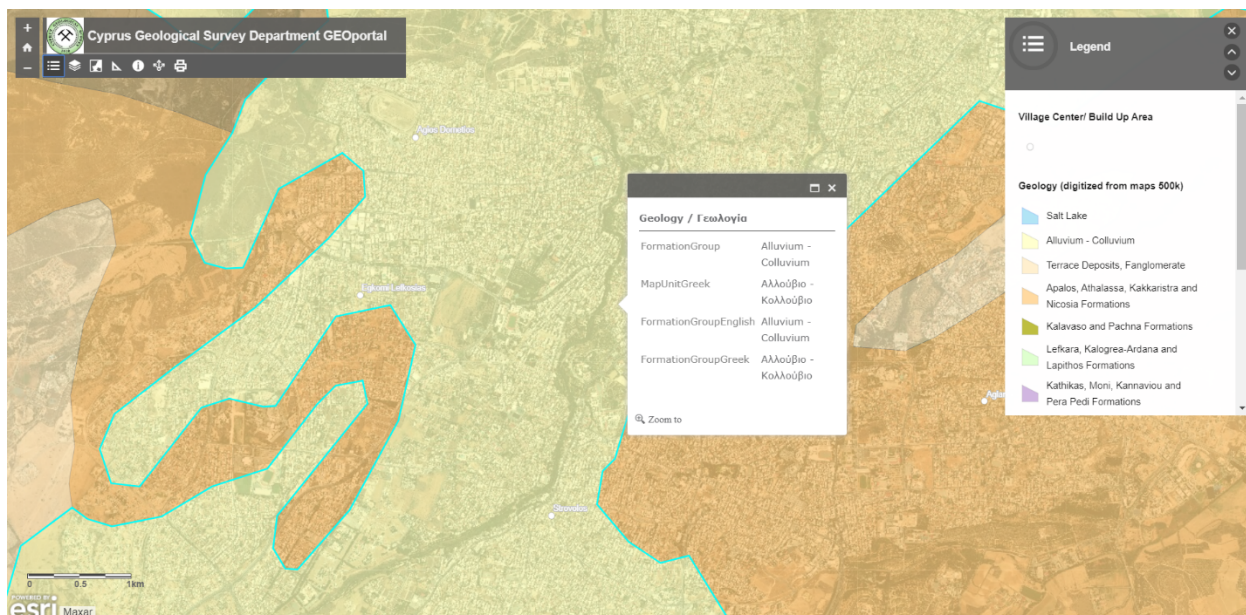 +
Cyprus Geological Survey Department GEOportal
−
Agios Dometios
Egkomi Lefkosias
Strovolos
Geology / Γεωλογία
FormationGroup Alluvium -
Colluvium
MapUnitGreek Αλλούβιο -
Κολλούβιο
FormationGroupEnglish Alluvium -
Colluvium
FormationGroupGreek Αλλούβιο -
Κολλούβιο
Zoom to
Legend
Village Center/ Build Up Area
Geology (digitized from maps 500k)
Salt Lake
Alluvium - Colluvium
Terrace Deposits, Fanglomerate
Apalos, Athalassa, Kakkaristra and
Nicosia Formations
Kalavaso and Pachna Formations
Lefkara, Kalogrea-Ardana and
Lapithos Formations
Kathikas, Moni, Kannaviou and
Pera Pedi Formations
0 0.5 1km
POWERED BY
esri Maxar